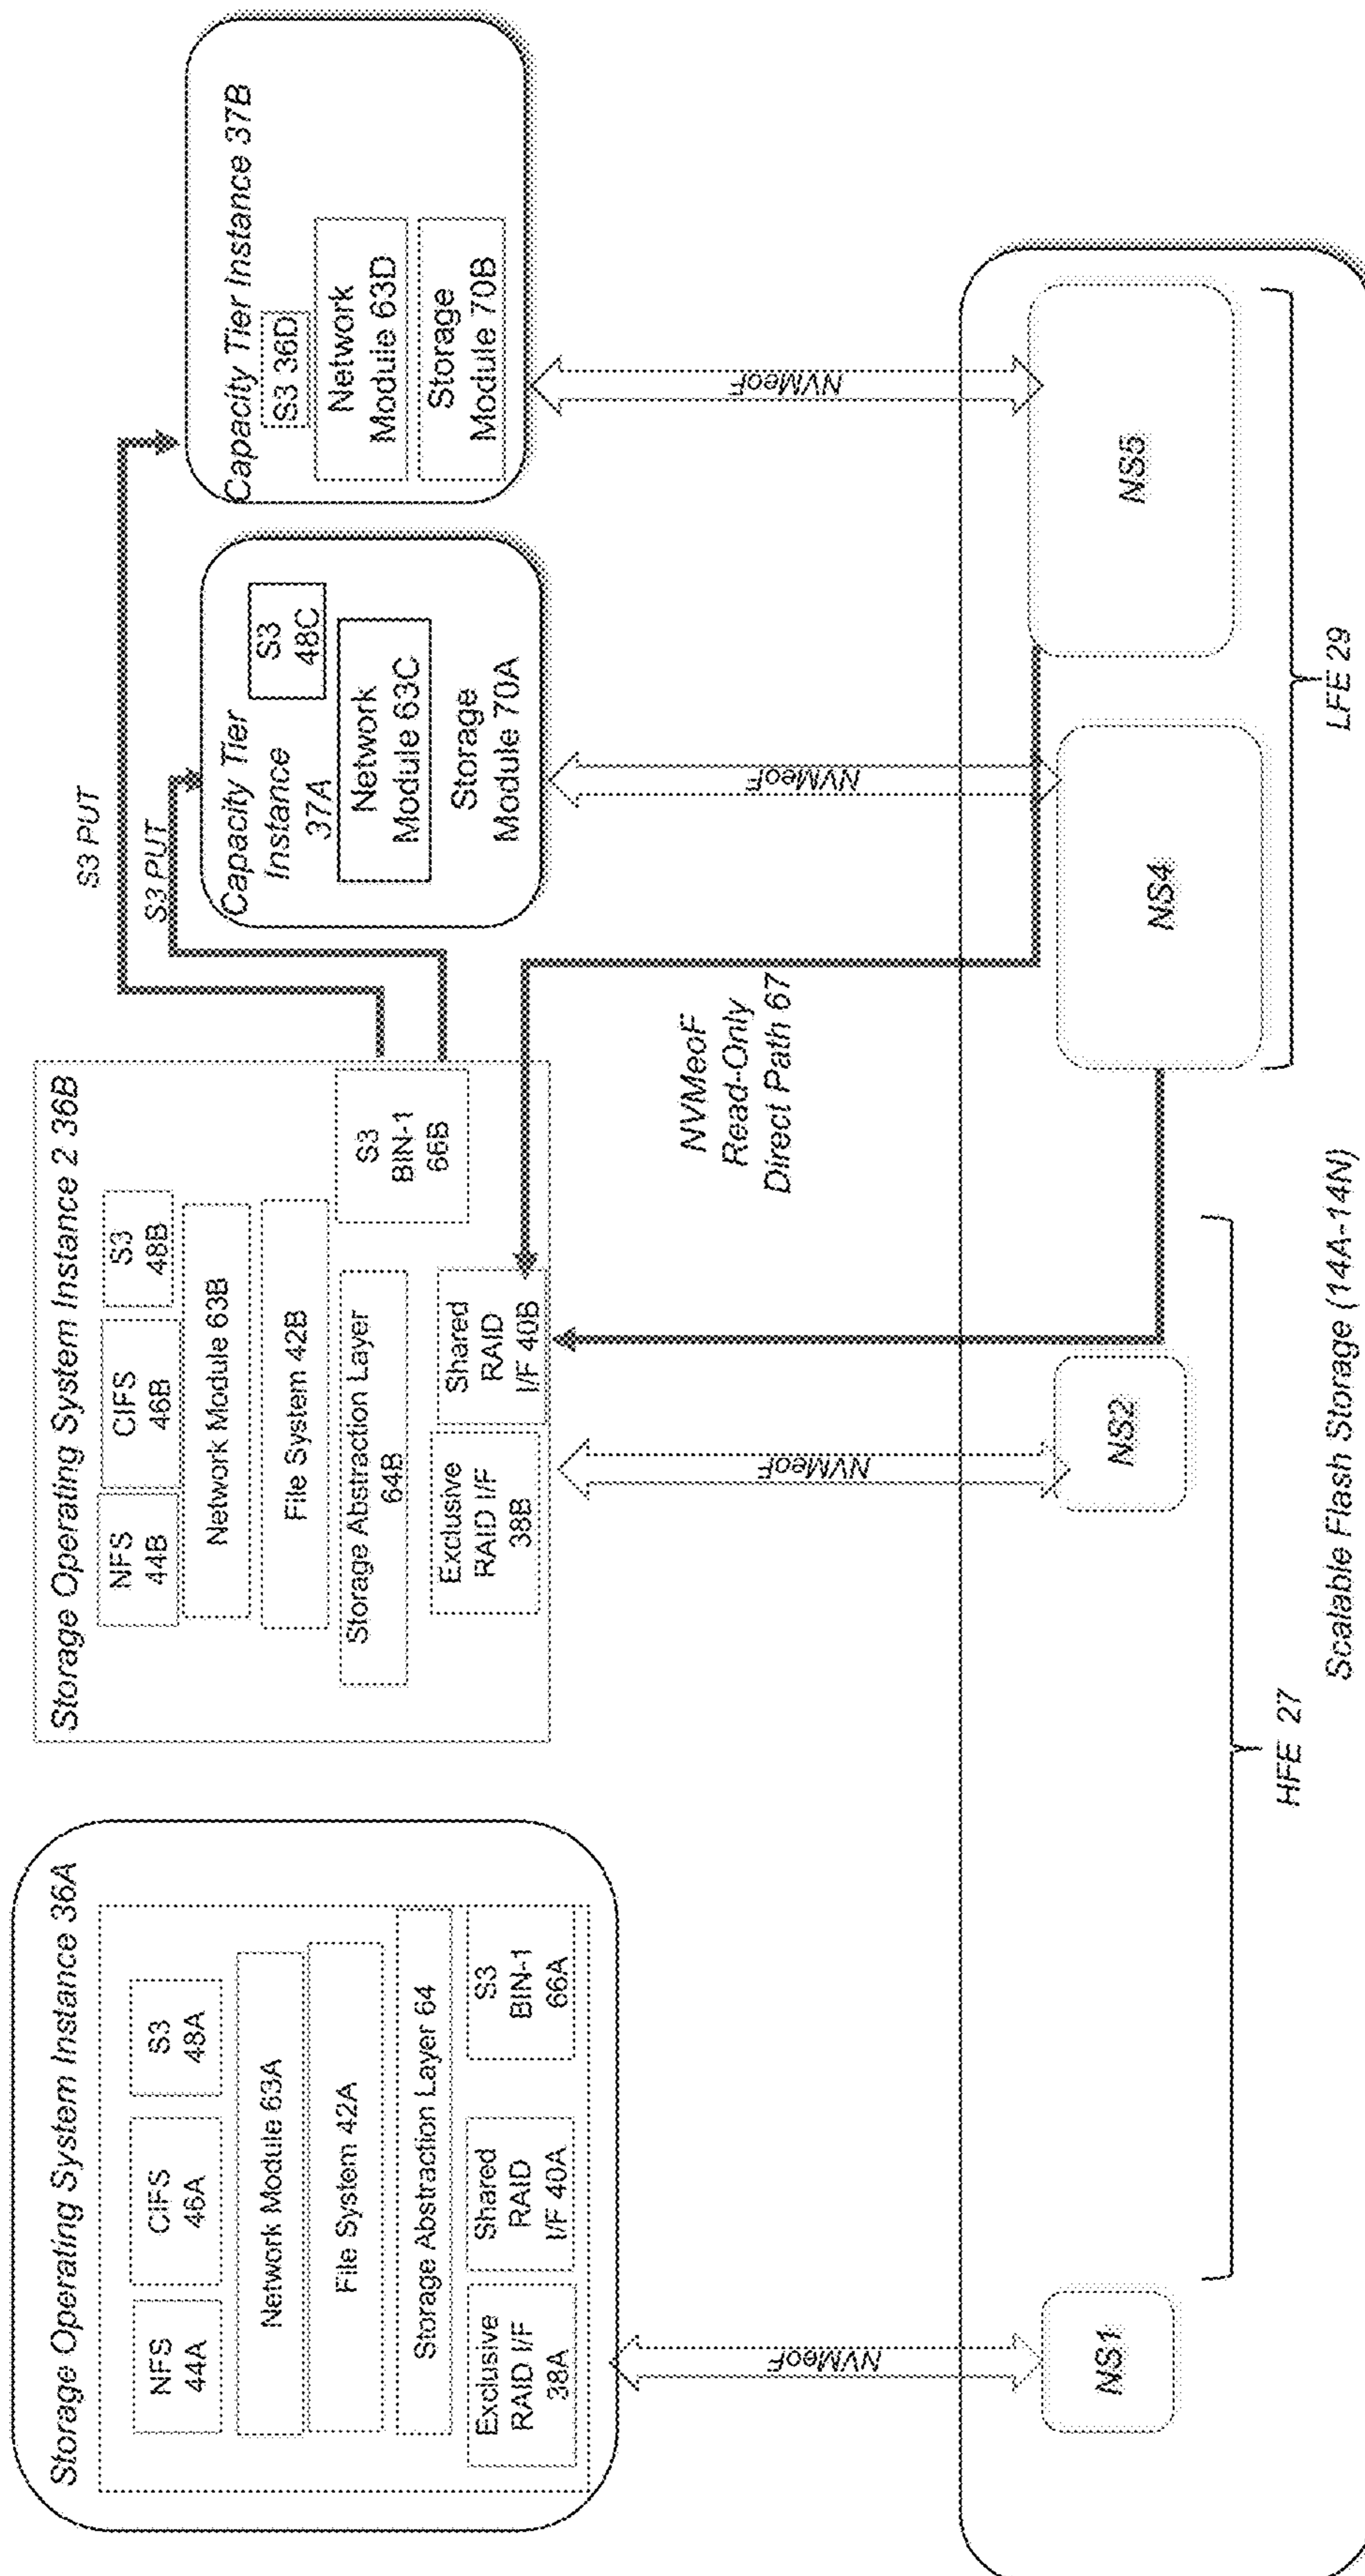 Storage Operating System Instance 36A
NFS
44A
CIFS
46A
S3
48A
Network Module 63A
File System 42A
Storage Abstraction Layer 64
Exclusive
RAID I/F
38A
Shared
RAID
I/F 40A
S3
BIN-1
66A
Storage Operating System Instance 2 36B
NFS
44B
CIFS
46B
S3
48B
Network Module 63B
File System 42B
Storage Abstraction Layer
64B
Exclusive
RAID I/F
38B
Shared
RAID
I/F 40B
S3
BIN-1
66B
S3 PUT
S3 PUT
Capacity Tier
Instance
37A
S3
48C
Network
Module 63C
Storage
Module 70A
Capacity Tier Instance 37B
S3 36D
Network
Module 63D
Storage
Module 70B
NVMeoF
NVMeoF
NVMeoF
Read-Only
Direct Path 67
NVMeoF
NVMeoF
NS1
NS2
NS4
NS5
HFE 27
LFE 29
Scalable Flash Storage (14A-14N)